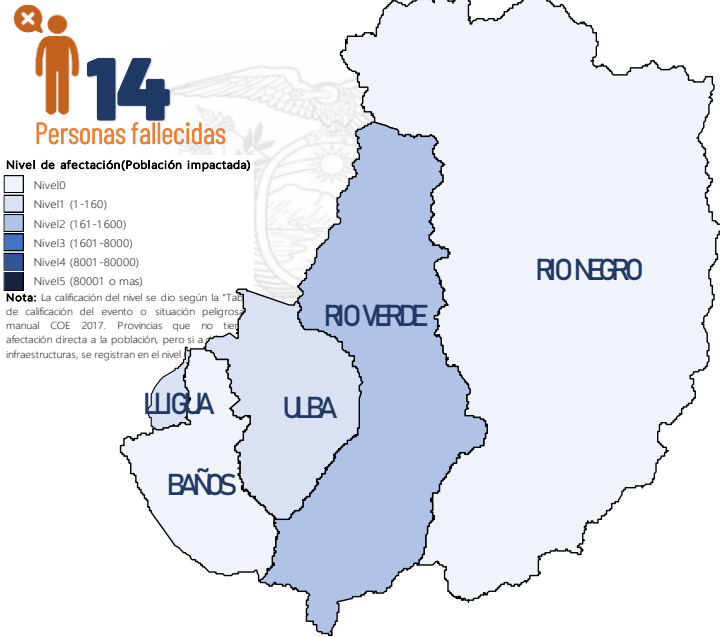 14
Personas fallecidas
Nivel de afectación(Población impactada)
Nivel0
Nivel1 (1-160)
Nivel2 (161-1600)
Nivel3 (1601-8000)
Nivel4 (8001-80000)
Nivel5 (80001 o mas)
Nota: La calificación del nivel se dio según la "Tab
de calificación del evento o situación peligrosa
manual COE 2017. Provincias que no tien
afectación directa a la población, pero si a
infraestructuras, se registran en el nivel
RIO NEGRO
RIO VERDE
LLIGUA
ULBA
BAÑOS